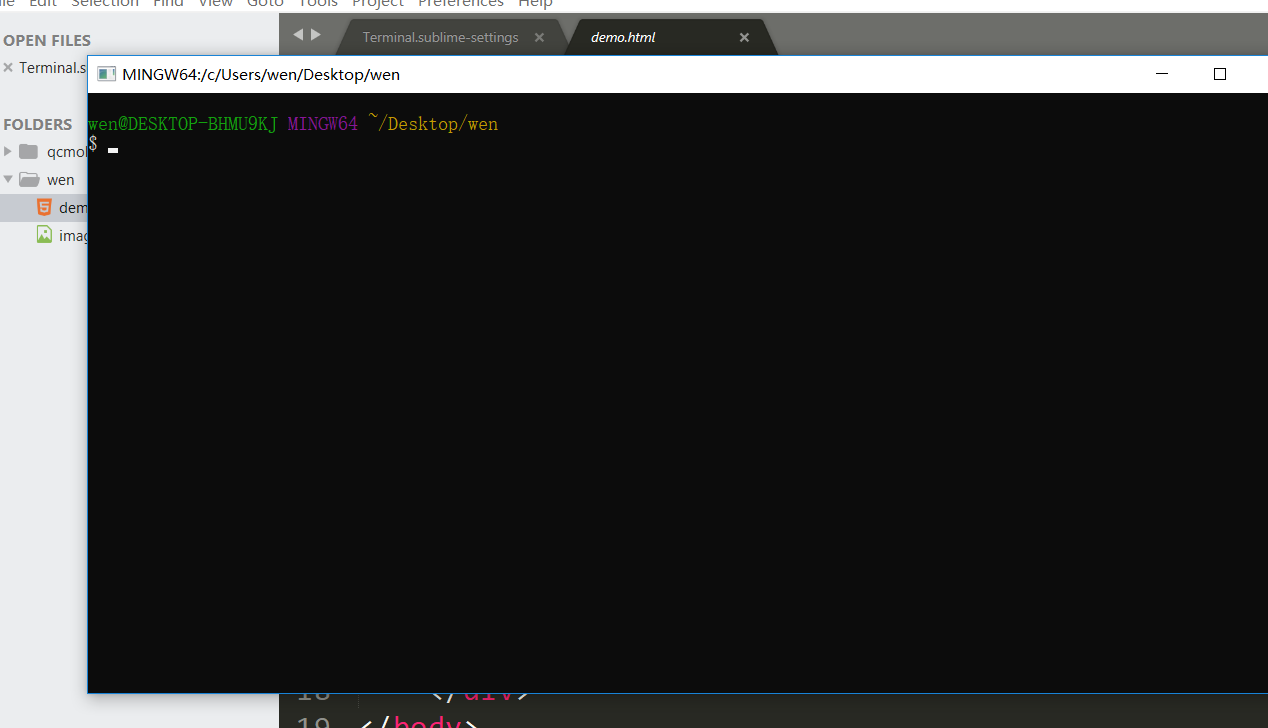 Edit Selection Find View Goto Tools Project Preferences Help
OPEN FILES
Terminal.s
Terminal.sublime-settings
demo.html
MINGW64:/c/Users/wen/Desktop/wen
FOLDERS
qcmo
wen
dem
imag
wen@DESKTOP-BHMU9KJ MINGW64 ~/Desktop/wen
$
18 </div>
19 </body>